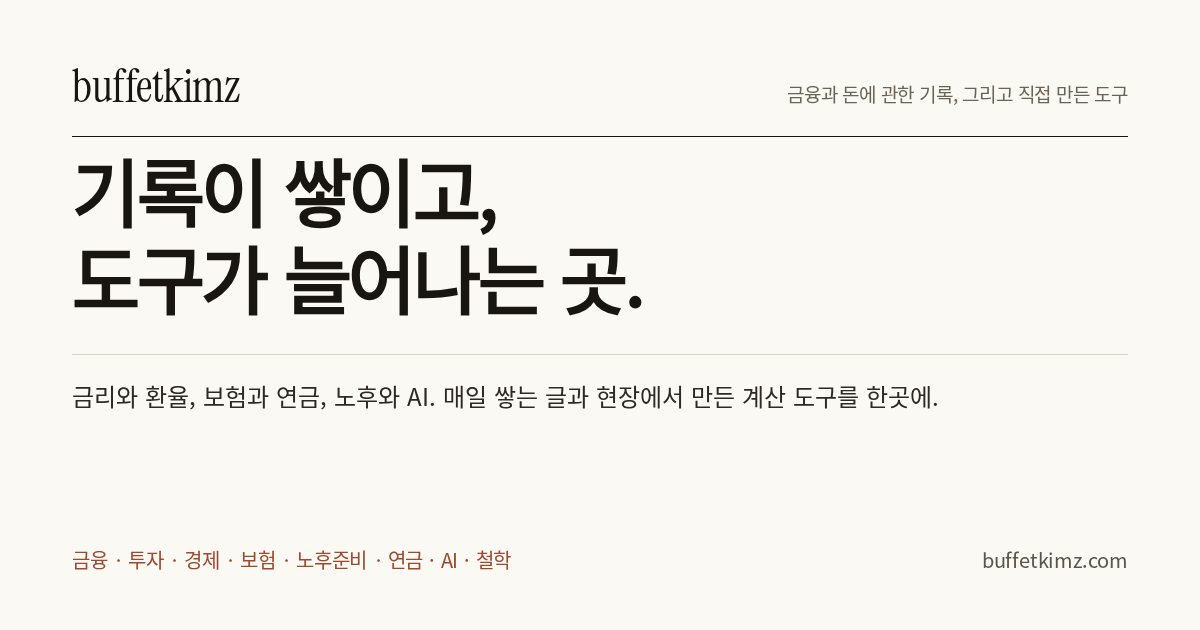 buffetkimz
금융과 돈에 관한 기록, 그리고 직접 만든 도구
기록이 쌓이고,
도구가 늘어나는 곳.
금리와 환율, 보험과 연금, 노후와 AI. 매일 쌓는 글과 현장에서 만든 계산 도구를 한곳에.
금융 · 투자 · 경제 · 보험 · 노후준비 · 연금 · AI · 철학
buffetkimz.com